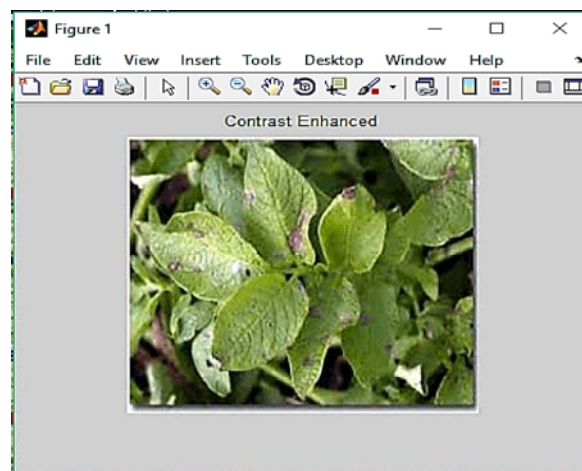 Figure 1
File Edit View Insert Tools Desktop Window Help
Contrast Enhanced